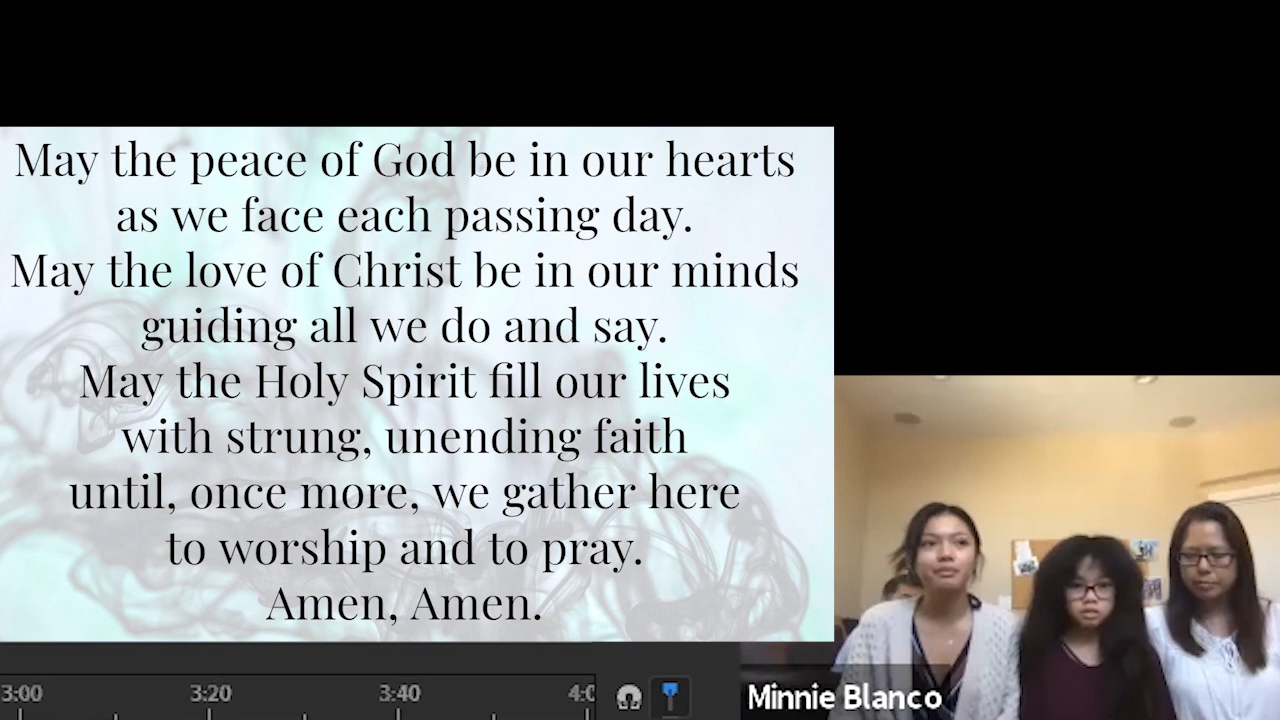 May the peace of God be in our hearts
as we face each passing day.
May the love of Christ be in our minds
guiding all we do and say.
May the Holy Spirit fill our lives
with strung, unending faith
until, once more, we gather here
to worship and to pray.
Amen, Amen.
3:00 3:20 3:40 4:0
Minnie Blanco